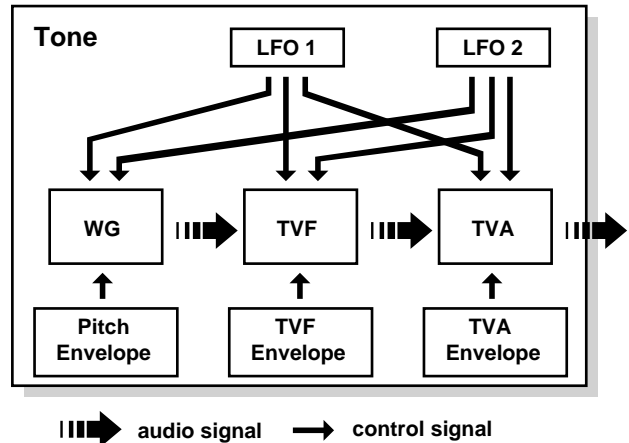 Tone
LFO 1
LFO 2
WG
TVF
TVA
Pitch
Envelope
TVF
Envelope
TVA
Envelope
audio signal
control signal